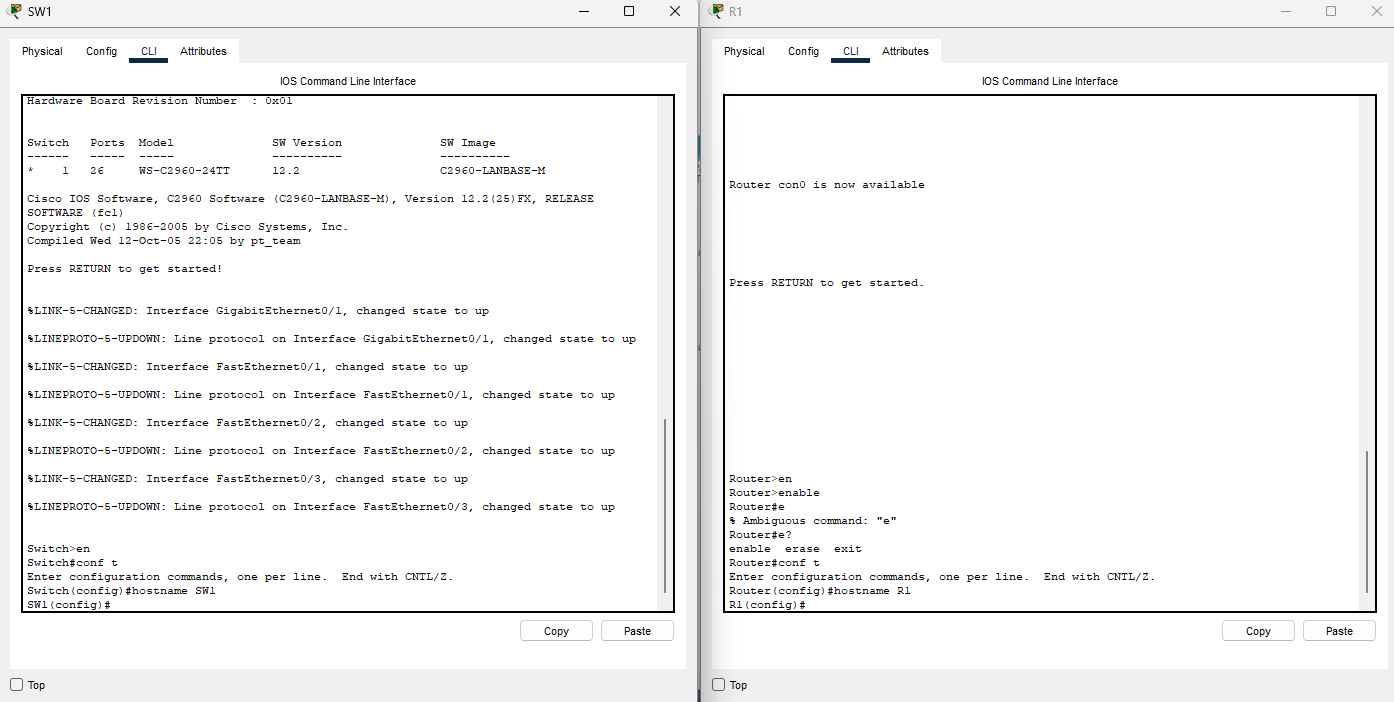 SW1
Physical Config CLI Attributes
IOS Command Line Interface
Hardware Board Revision Number : 0x01
Switch Ports Model SW Version SW Image
------ ----- ----- ---------- ----------
* 1 26 WS-C2960-24TT 12.2 C2960-LANBASE-M
Cisco IOS Software, C2960 Software (C2960-LANBASE-M), Version 12.2(25)FX, RELEASE
SOFTWARE (fc1)
Copyright (c) 1986-2005 by Cisco Systems, Inc.
Compiled Wed 12-Oct-05 22:05 by pt_team
Press RETURN to get started!
%LINK-5-CHANGED: Interface GigabitEthernet0/1, changed state to up
%LINEPROTO-5-UPDOWN: Line protocol on Interface GigabitEthernet0/1, changed state to up
%LINK-5-CHANGED: Interface FastEthernet0/1, changed state to up
%LINEPROTO-5-UPDOWN: Line protocol on Interface FastEthernet0/1, changed state to up
%LINK-5-CHANGED: Interface FastEthernet0/2, changed state to up
%LINEPROTO-5-UPDOWN: Line protocol on Interface FastEthernet0/2, changed state to up
%LINK-5-CHANGED: Interface FastEthernet0/3, changed state to up
%LINEPROTO-5-UPDOWN: Line protocol on Interface FastEthernet0/3, changed state to up
Switch>en
Switch#conf t
Enter configuration commands, one per line. End with CNTL/Z.
Switch(config)#hostname SW1
SW1(config)#
Copy Paste
Top
R1
Physical Config CLI Attributes
IOS Command Line Interface
Router con0 is now available
Press RETURN to get started.
Router>en
Router>enable
Router#e
% Ambiguous command: "e"
Router#e?
enable erase exit
Router#conf t
Enter configuration commands, one per line. End with CNTL/Z.
Router(config)#hostname R1
R1(config)#
Copy Paste
Top